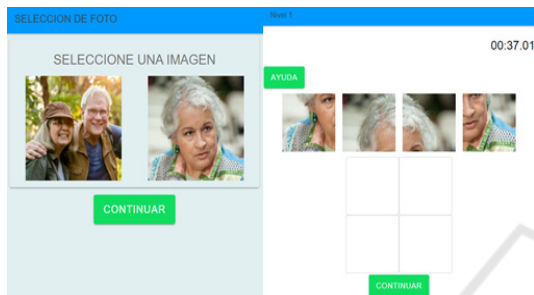 SELECCION DE FOTO
SELECCIONE UNA IMAGEN
CONTINUAR
Nivel 1
00:37.01
AYUDA
CONTINUAR